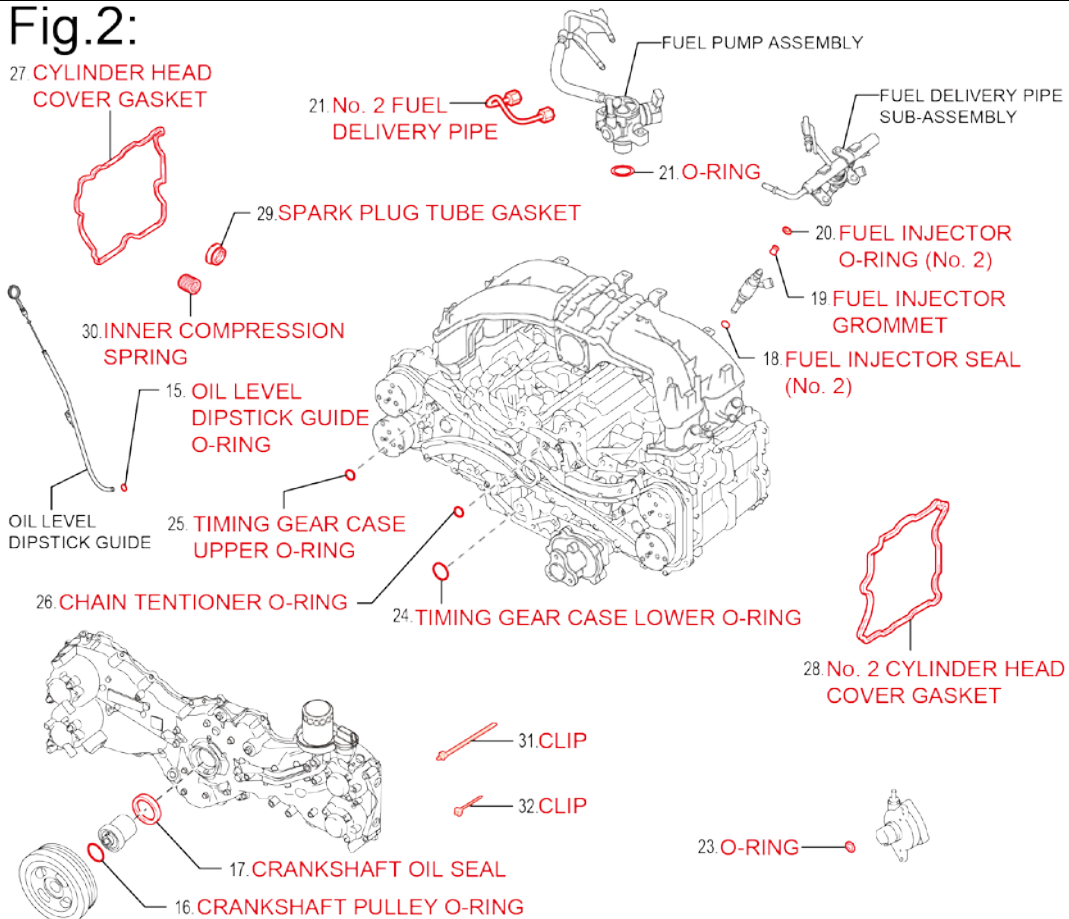 Fig.2:
27. CYLINDER HEAD
COVER GASKET
21. No. 2 FUEL
DELIVERY PIPE
FUEL PUMP ASSEMBLY
FUEL DELIVERY PIPE
SUB-ASSEMBLY
21. O-RING
29. SPARK PLUG TUBE GASKET
20. FUEL INJECTOR
O-RING (No. 2)
19. FUEL INJECTOR
GROMMET
30. INNER COMPRESSION
SPRING
18. FUEL INJECTOR SEAL
(No. 2)
15. OIL LEVEL
DIPSTICK GUIDE
O-RING
OIL LEVEL
DIPSTICK GUIDE
25. TIMING GEAR CASE
UPPER O-RING
26. CHAIN TENTIONER O-RING
24. TIMING GEAR CASE LOWER O-RING
28. No. 2 CYLINDER HEAD
COVER GASKET
31. CLIP
32. CLIP
23. O-RING
17. CRANKSHAFT OIL SEAL
16. CRANKSHAFT PULLEY O-RING